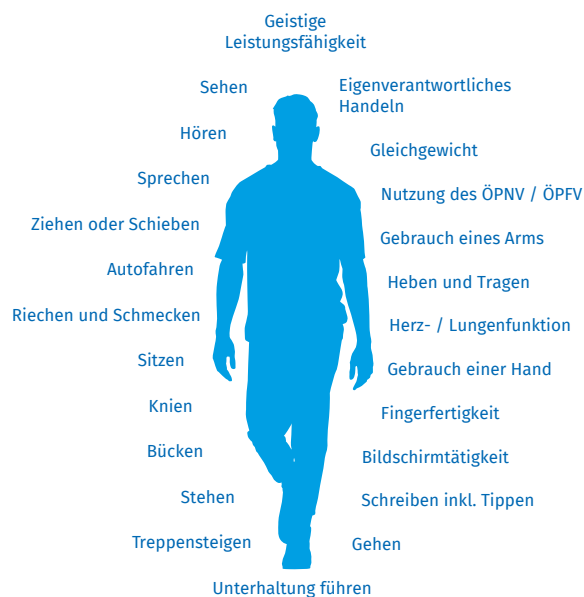 Geistige
Leistungsfähigkeit
Sehen
Eigenverantwortliches
Handeln
Hören
Gleichgewicht
Sprechen
Nutzung des ÖPNV / ÖPFV
Ziehen oder Schieben
Gebrauch eines Arms
Autofahren
Heben und Tragen
Riechen und Schmecken
Herz- / Lungenfunktion
Sitzen
Gebrauch einer Hand
Knien
Fingerfertigkeit
Bücken
Bildschirmtätigkeit
Stehen
Schreiben inkl. Tippen
Treppensteigen
Gehen
Unterhaltung führen